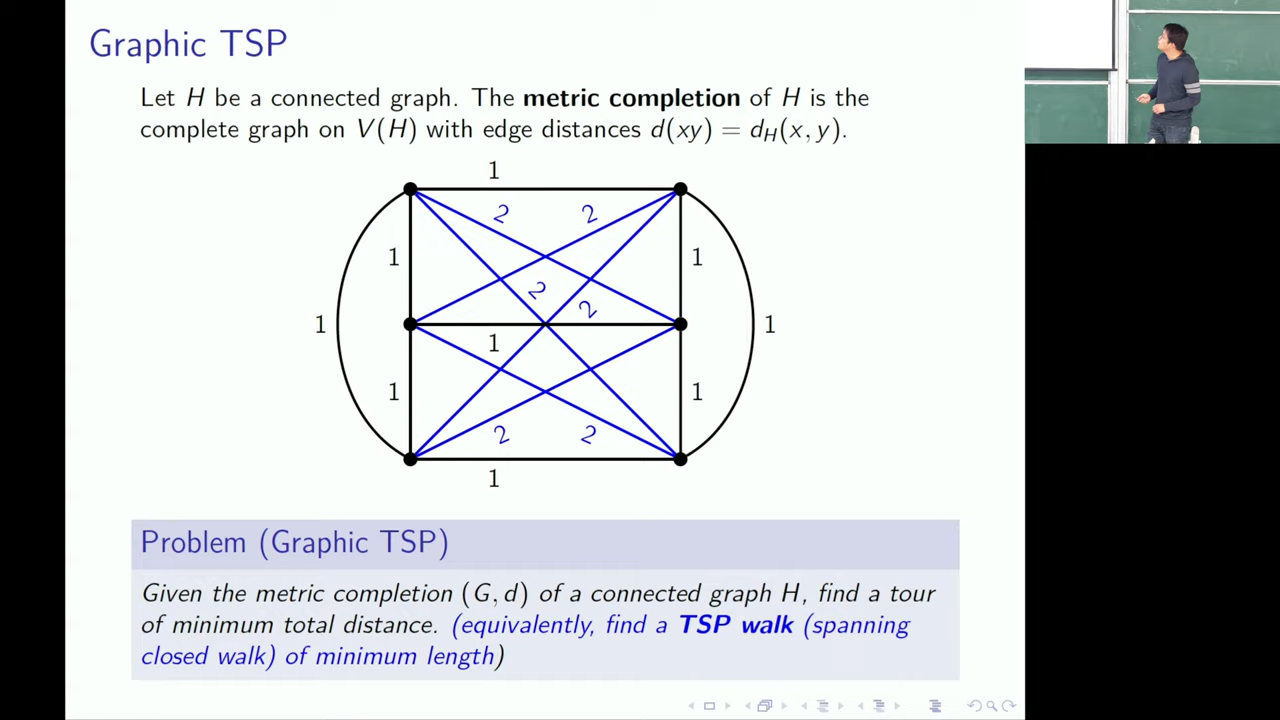 Graphic TSP
Let H be a connected graph. The metric completion of H is the
complete graph on V(H) with edge distances d(xy) = d_H(x, y).
1
2 2
1 1
2 2
1 1
1
1 1
2 2
1
Problem (Graphic TSP)
Given the metric completion (G, d) of a connected graph H, find a tour
of minimum total distance. (equivalently, find a TSP walk (spanning
closed walk) of minimum length)